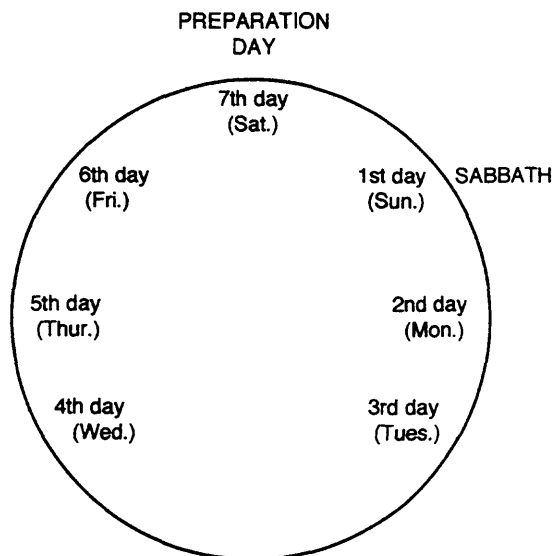 PREPARATION
DAY
7th day
(Sat.)
6th day
(Fri.)
1st day
(Sun.)
SABBATH
5th day
(Thur.)
2nd day
(Mon.)
4th day
(Wed.)
3rd day
(Tues.)